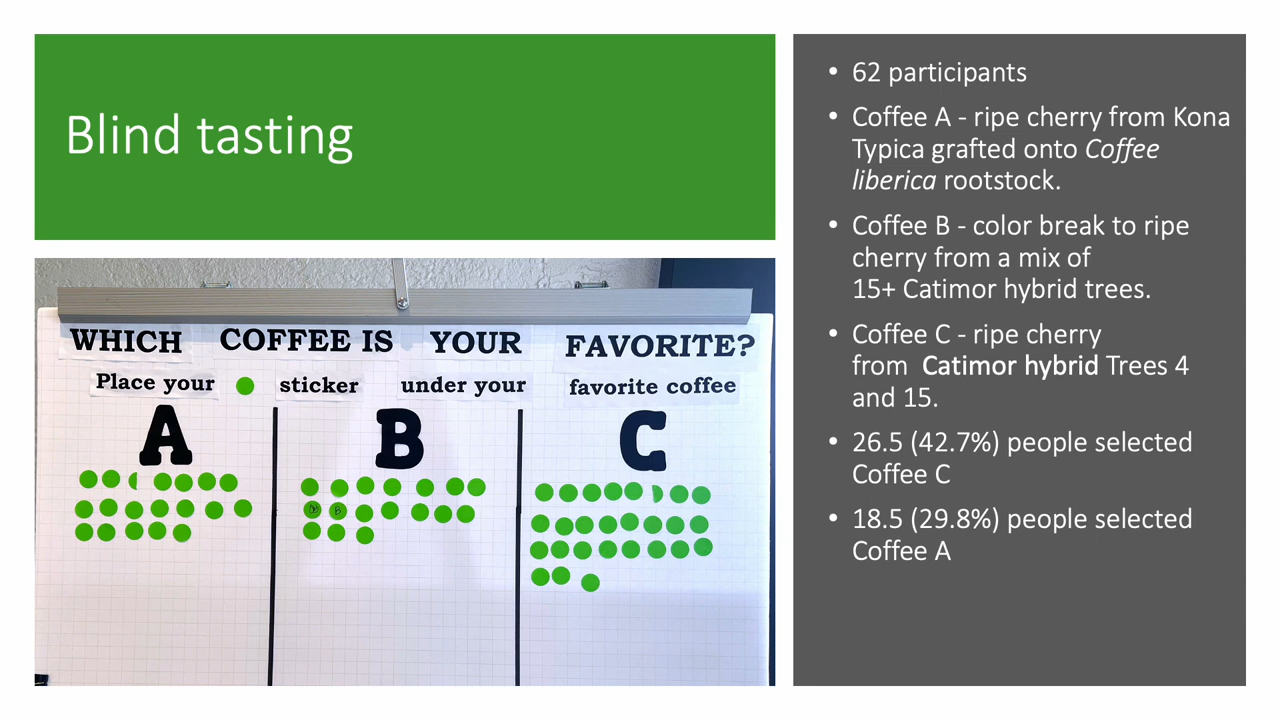 Blind tasting
WHICH COFFEE IS YOUR FAVORITE?
Place your sticker under your favorite coffee
A B C
B
• 62 participants
• Coffee A - ripe cherry from Kona
Typica grafted onto Coffee
liberica rootstock.
• Coffee B - color break to ripe
cherry from a mix of
15+ Catimor hybrid trees.
• Coffee C - ripe cherry
from Catimor hybrid Trees 4
and 15.
• 26.5 (42.7%) people selected
Coffee C
• 18.5 (29.8%) people selected
Coffee A